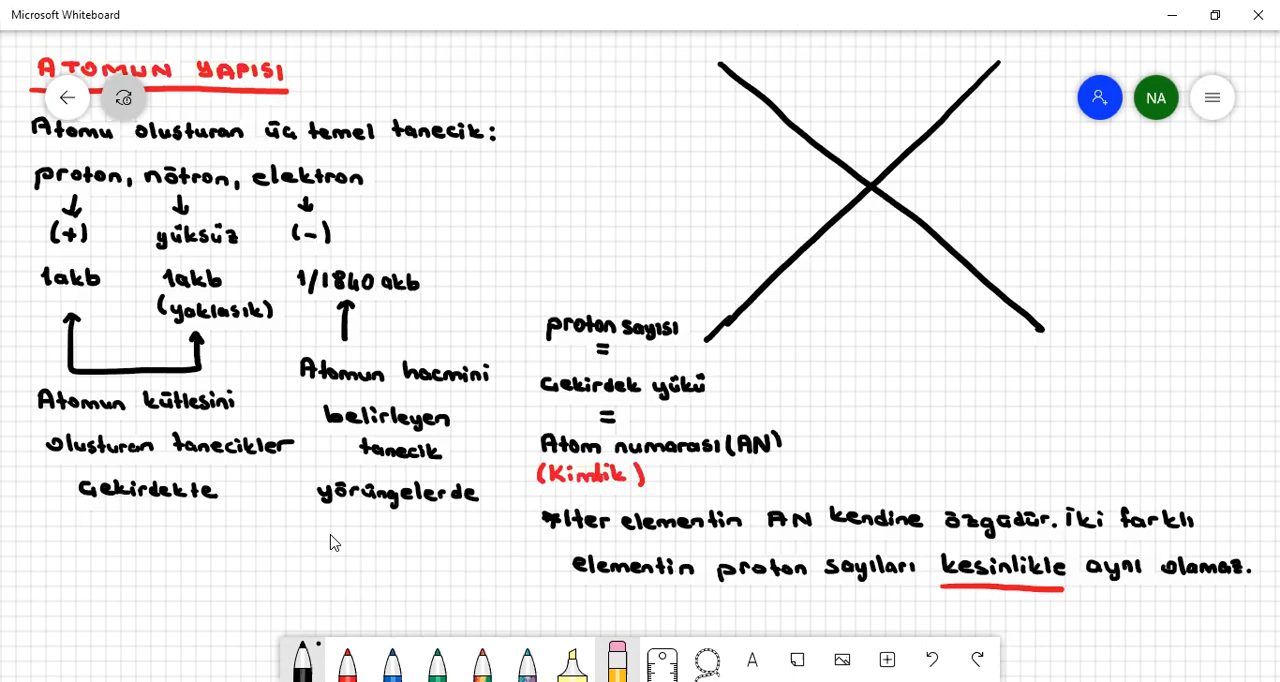 Microsoft Whiteboard
ATOMUN YAPISI
NA
Atomu oluşturan üç temel tanecik:
proton, nötron, elektron
(+) yüksüz (-)
1akb 1akb 1/1840 akb
(yaklaşık)
Atomun kütlesini
oluşturan tanecikler
Çekirdekte
Atomun hacmini
belirleyen
tanecik
yörüngelerde
proton sayısı
=
Çekirdek yükü
=
Atom numarası (AN)
(Kimlik)
*Her elementin AN kendine özgüdür. İki farklı
elementin proton sayıları kesinlikle aynı olamaz.
A